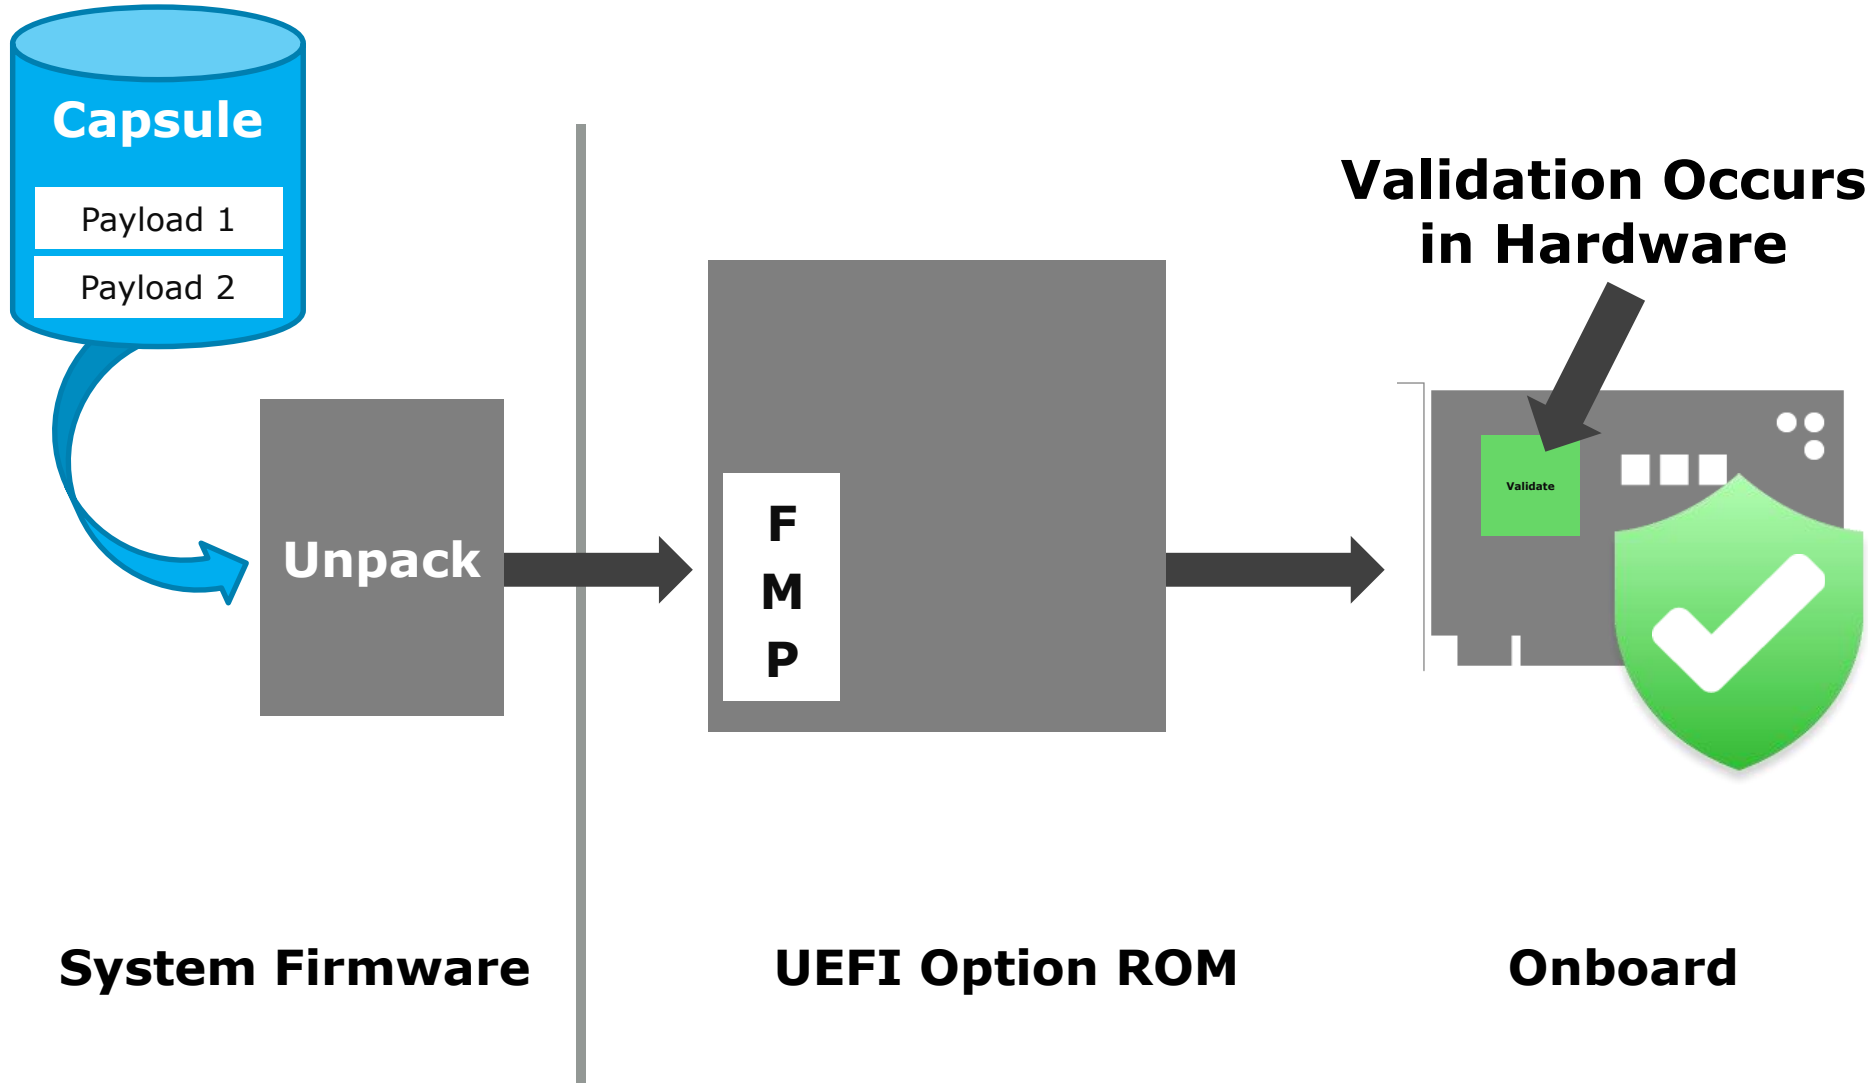 Capsule
Payload 1
Payload 2
Unpack
F
M
P
Validation Occurs
in Hardware
Validate
System Firmware
UEFI Option ROM
Onboard